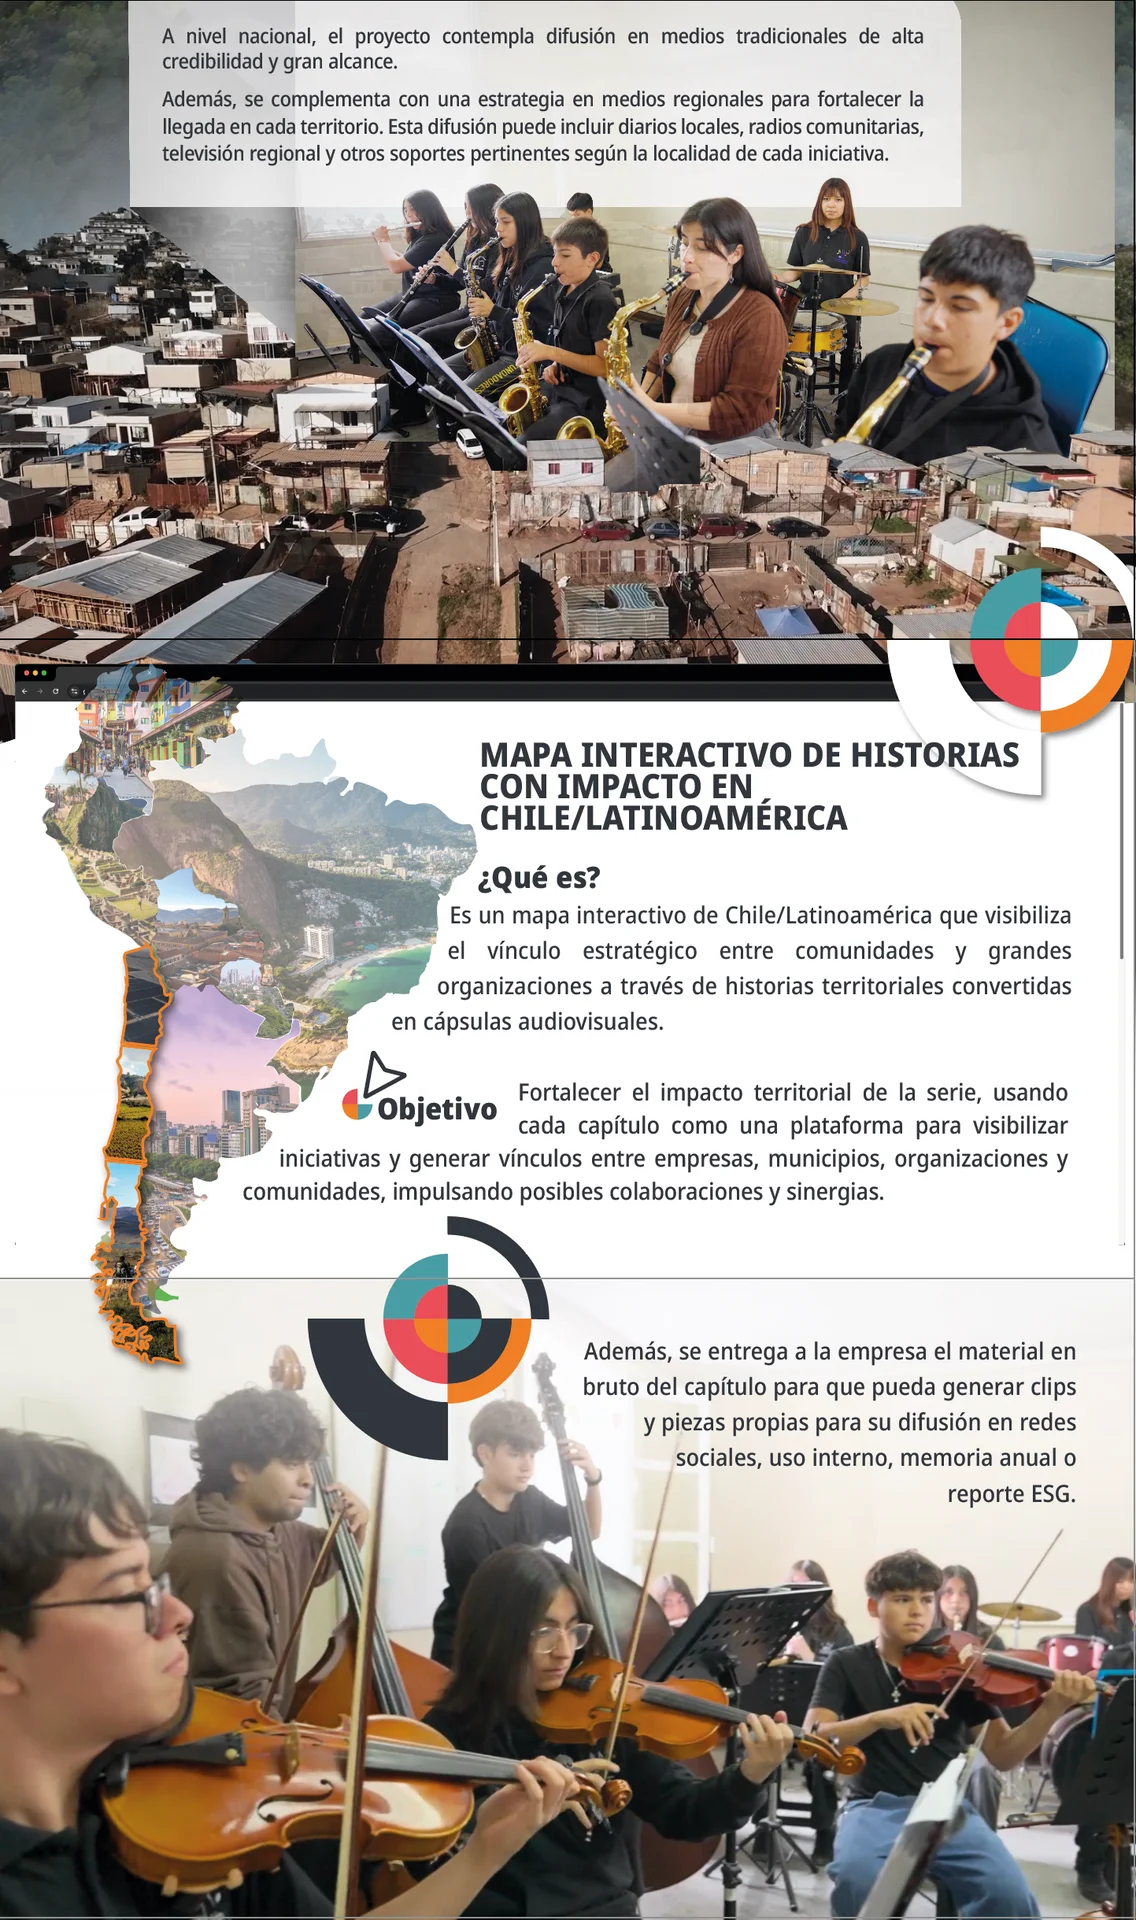 A nivel nacional, el proyecto contempla difusión en medios tradicionales de alta
credibilidad y gran alcance.
Además, se complementa con una estrategia en medios regionales para fortalecer la
llegada en cada territorio. Esta difusión puede incluir diarios locales, radios comunitarias,
televisión regional y otros soportes pertinentes según la localidad de cada iniciativa.
MAPA INTERACTIVO DE HISTORIAS
CON IMPACTO EN
CHILE/LATINOAMÉRICA
¿Qué es?
Es un mapa interactivo de Chile/Latinoamérica que visibiliza
el vínculo estratégico entre comunidades y grandes
organizaciones a través de historias territoriales convertidas
en cápsulas audiovisuales.
Objetivo
Fortalecer el impacto territorial de la serie, usando
cada capítulo como una plataforma para visibilizar
iniciativas y generar vínculos entre empresas, municipios, organizaciones y
comunidades, impulsando posibles colaboraciones y sinergias.
Además, se entrega a la empresa el material en
bruto del capítulo para que pueda generar clips
y piezas propias para su difusión en redes
sociales, uso interno, memoria anual o
reporte ESG.